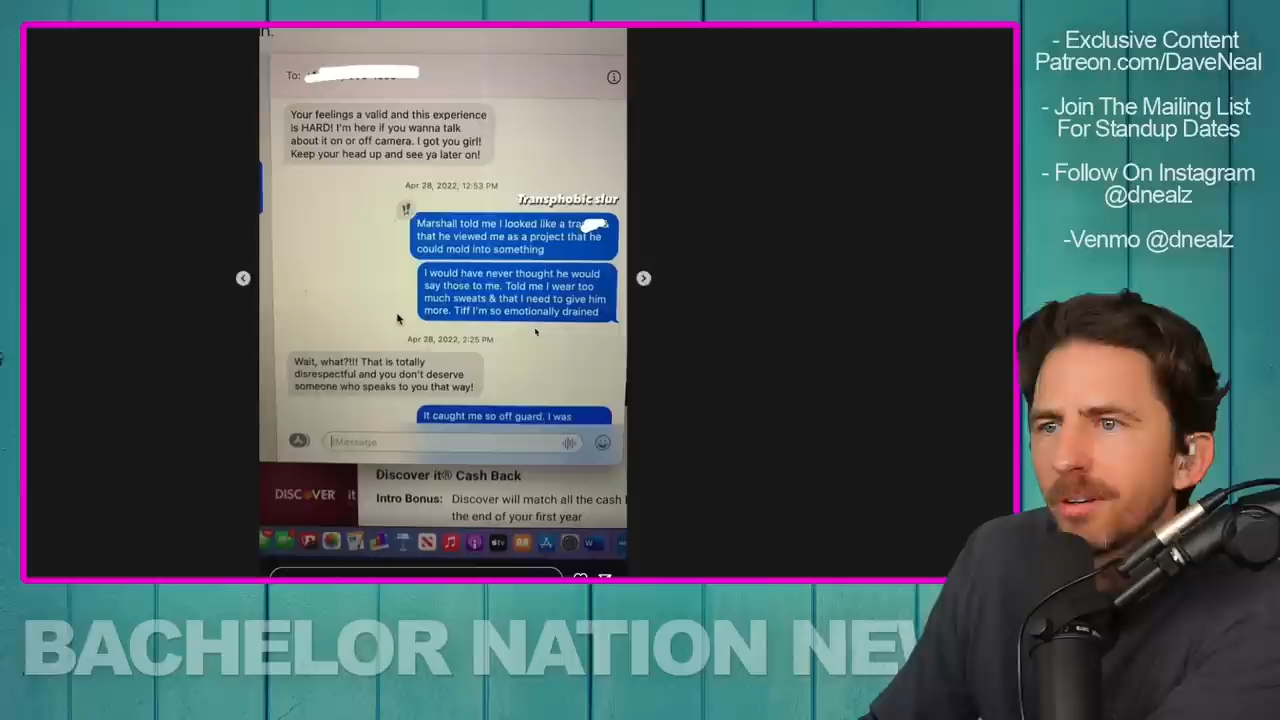 To:
Your feelings a valid and this experience
is HARD! I'm here if you wanna talk
about it on or off camera. I got you girl!
Keep your head up and see ya later on!
Apr 28, 2022, 12:53 PM
Transphobic slur
Marshall told me I looked like a tra &
that he viewed me as a project that he
could mold into something
I would have never thought he would
say those to me. Told me I wear too
much sweats & that I need to give him
more. Tiff I'm so emotionally drained
Apr 28, 2022, 2:25 PM
Wait, what?!!! That is totally
disrespectful and you don't deserve
someone who speaks to you that way!
It caught me so off guard. I was
iMessage
Discover it® Cash Back
DISCOVER it
Intro Bonus: Discover will match all the cash
the end of your first year
- Exclusive Content
Patreon.com/DaveNeal
- Join The Mailing List
For Standup Dates
- Follow On Instagram
@dnealz
-Venmo @dnealz
BACHELOR NATION NEW